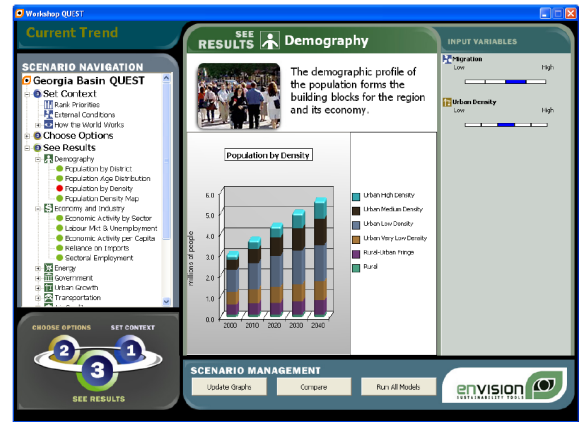 Workshop QUEST
Current Trend
SCENARIO NAVIGATION
Georgia Basin QUEST
1 Set Context
Rank Priorities
External Conditions
How the World Works
2 Choose Options
3 See Results
Demography
Population by District
Population Age Distribution
Population by Density
Population Density Map
Economy and Industry
Economic Activity by Sector
Labour Mkt & Unemployment
Economic Activity per Capita
Reliance on Imports
Sectoral Employment
Energy
Government
Urban Growth
Transportation
CHOOSE OPTIONS
SET CONTEXT
2
1
3
SEE RESULTS
SEE RESULTS
Demography
The demographic profile of
the population forms the
building blocks for the region
and its economy.
Population by Density
millions of people
6.0
5.0
4.0
3.0
2.0
1.0
0.0
2000 2010 2020 2030 2040
Urban High Density
Urban Medium Density
Urban Low Density
Urban Very Low Density
Rural-Urban Fringe
Rural
INPUT VARIABLES
Migration
Low High
Urban Density
Low High
SCENARIO MANAGEMENT
Update Graphs
Compare
Run All Models
envision
SUSTAINABILITY TOOLS